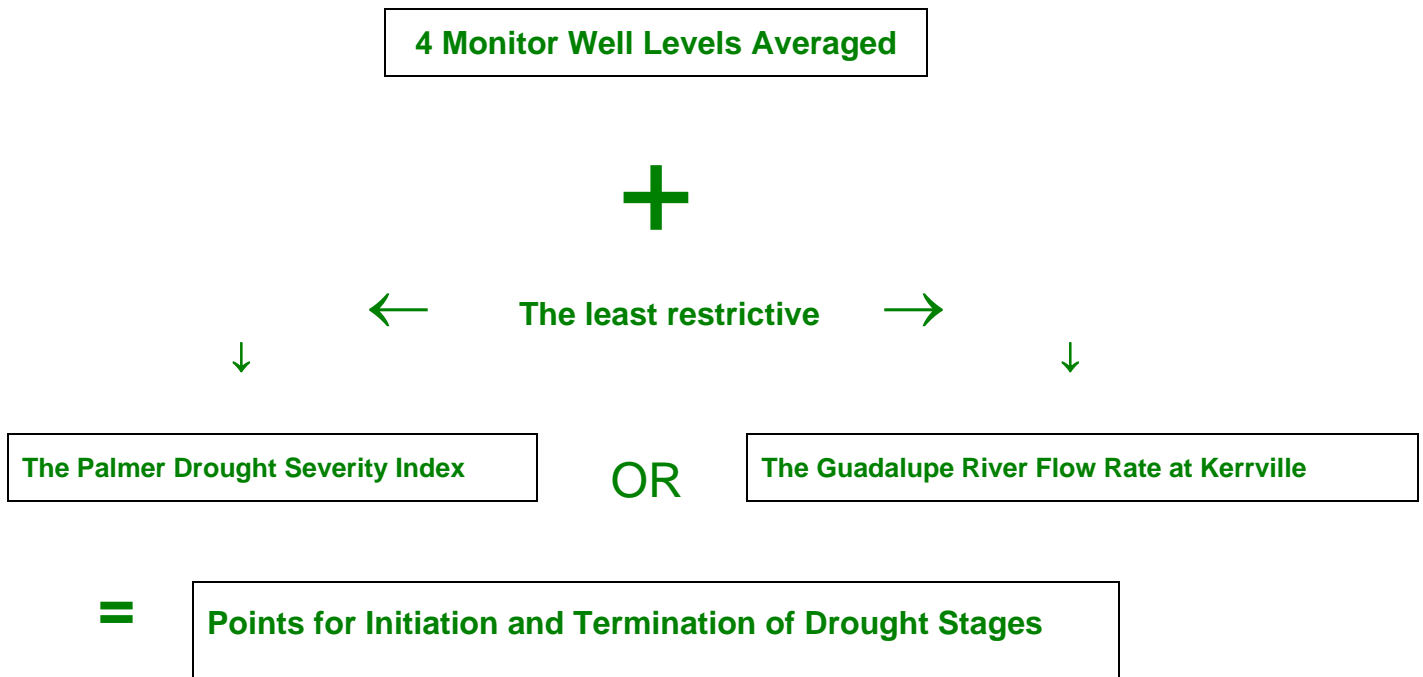 4 Monitor Well Levels Averaged
+
← The least restrictive →
↓ ↓
The Palmer Drought Severity Index OR The Guadalupe River Flow Rate at Kerrville
= Points for Initiation and Termination of Drought Stages